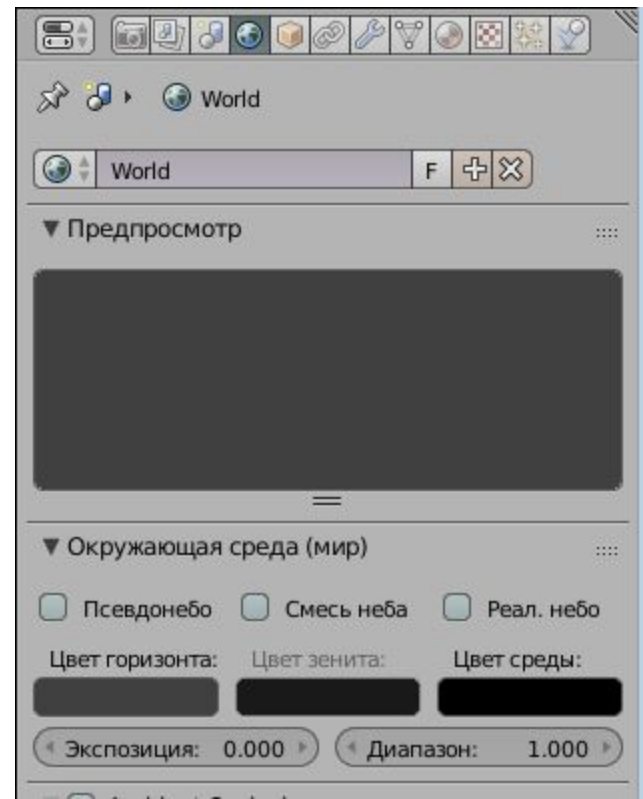 World
World F
Предпросмотр
Окружающая среда (мир)
Псевдонебо Смесь неба Реал. небо
Цвет горизонта: Цвет зенита: Цвет среды:
Экспозиция: 0.000 Диапазон: 1.000